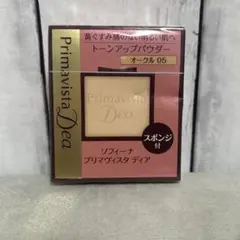 黄ぐすみ感のない明るい肌へ
トーンアップパウダー
オークル 05
Primavista
Dea
Primavista
Dea
スポンジ
付
ソフィーナ
プリマヴィスタ ディア